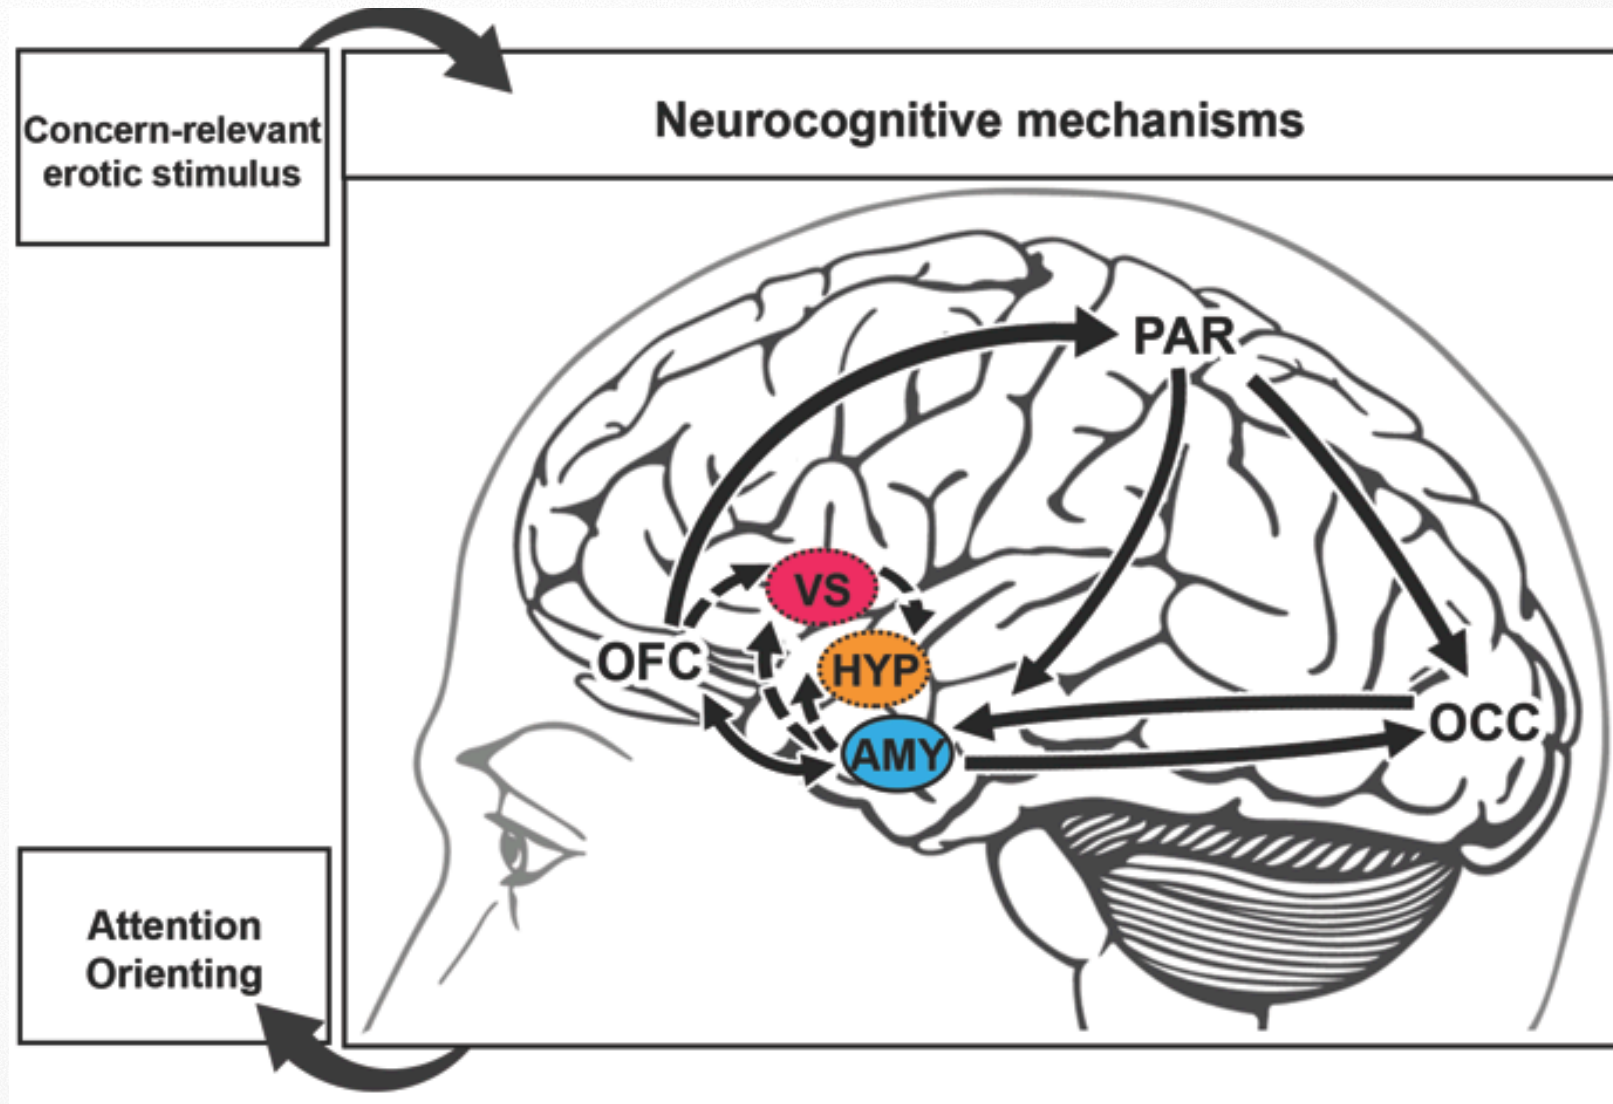 Concern-relevant
erotic stimulus
Neurocognitive mechanisms
PAR
VS
OFC
HYP
OCC
AMY
Attention
Orienting